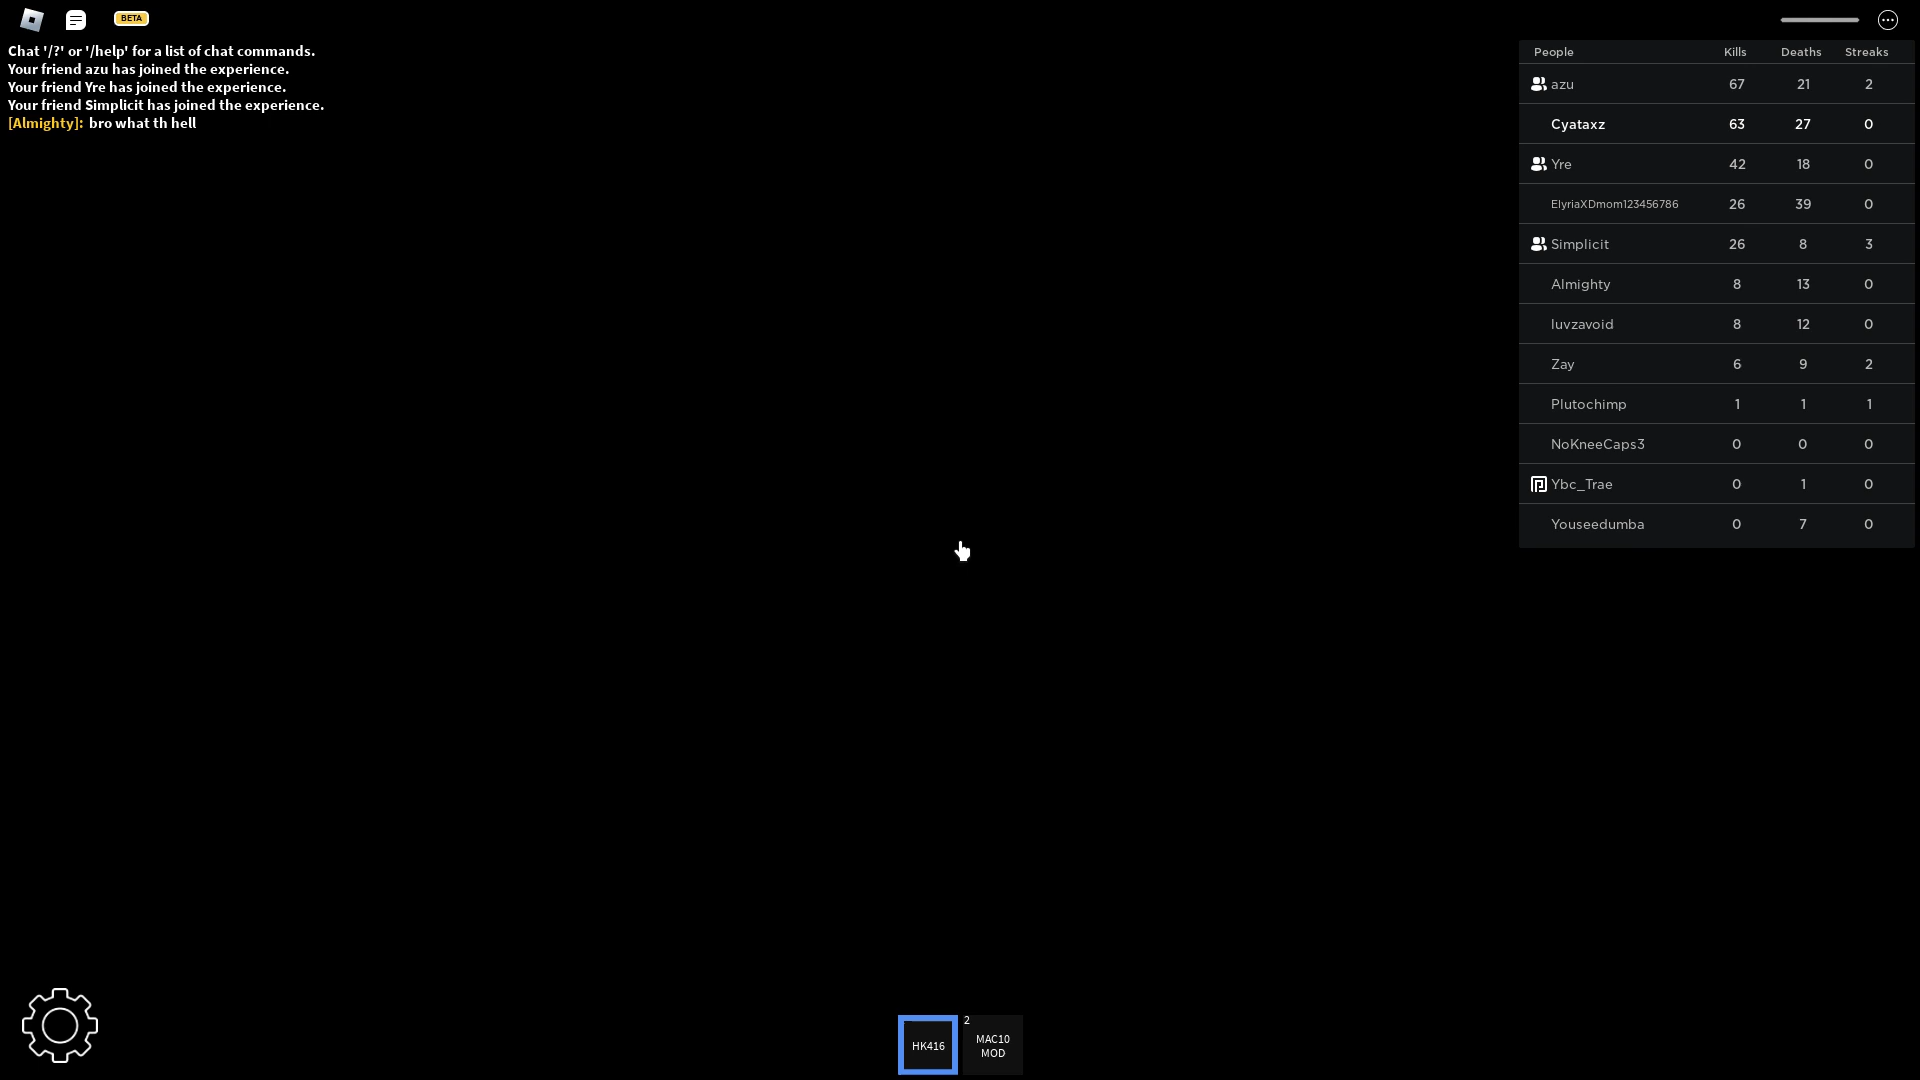 BETA
Chat '/?' or '/help' for a list of chat commands.
Your friend azu has joined the experience.
Your friend Yre has joined the experience.
Your friend Simplicit has joined the experience.
[Almighty]: bro what th hell
People Kills Deaths Streaks
azu 67 21 2
Cyataxz 63 27 0
Yre 42 18 0
ElyriaXDmom123456786 26 39 0
Simplicit 26 8 3
Almighty 8 13 0
luvzavoid 8 12 0
Zay 6 9 2
Plutochimp 1 1 1
NoKneeCaps3 0 0 0
Ybc_Trae 0 1 0
Youseedumba 0 7 0
HK416
2
MAC10
MOD